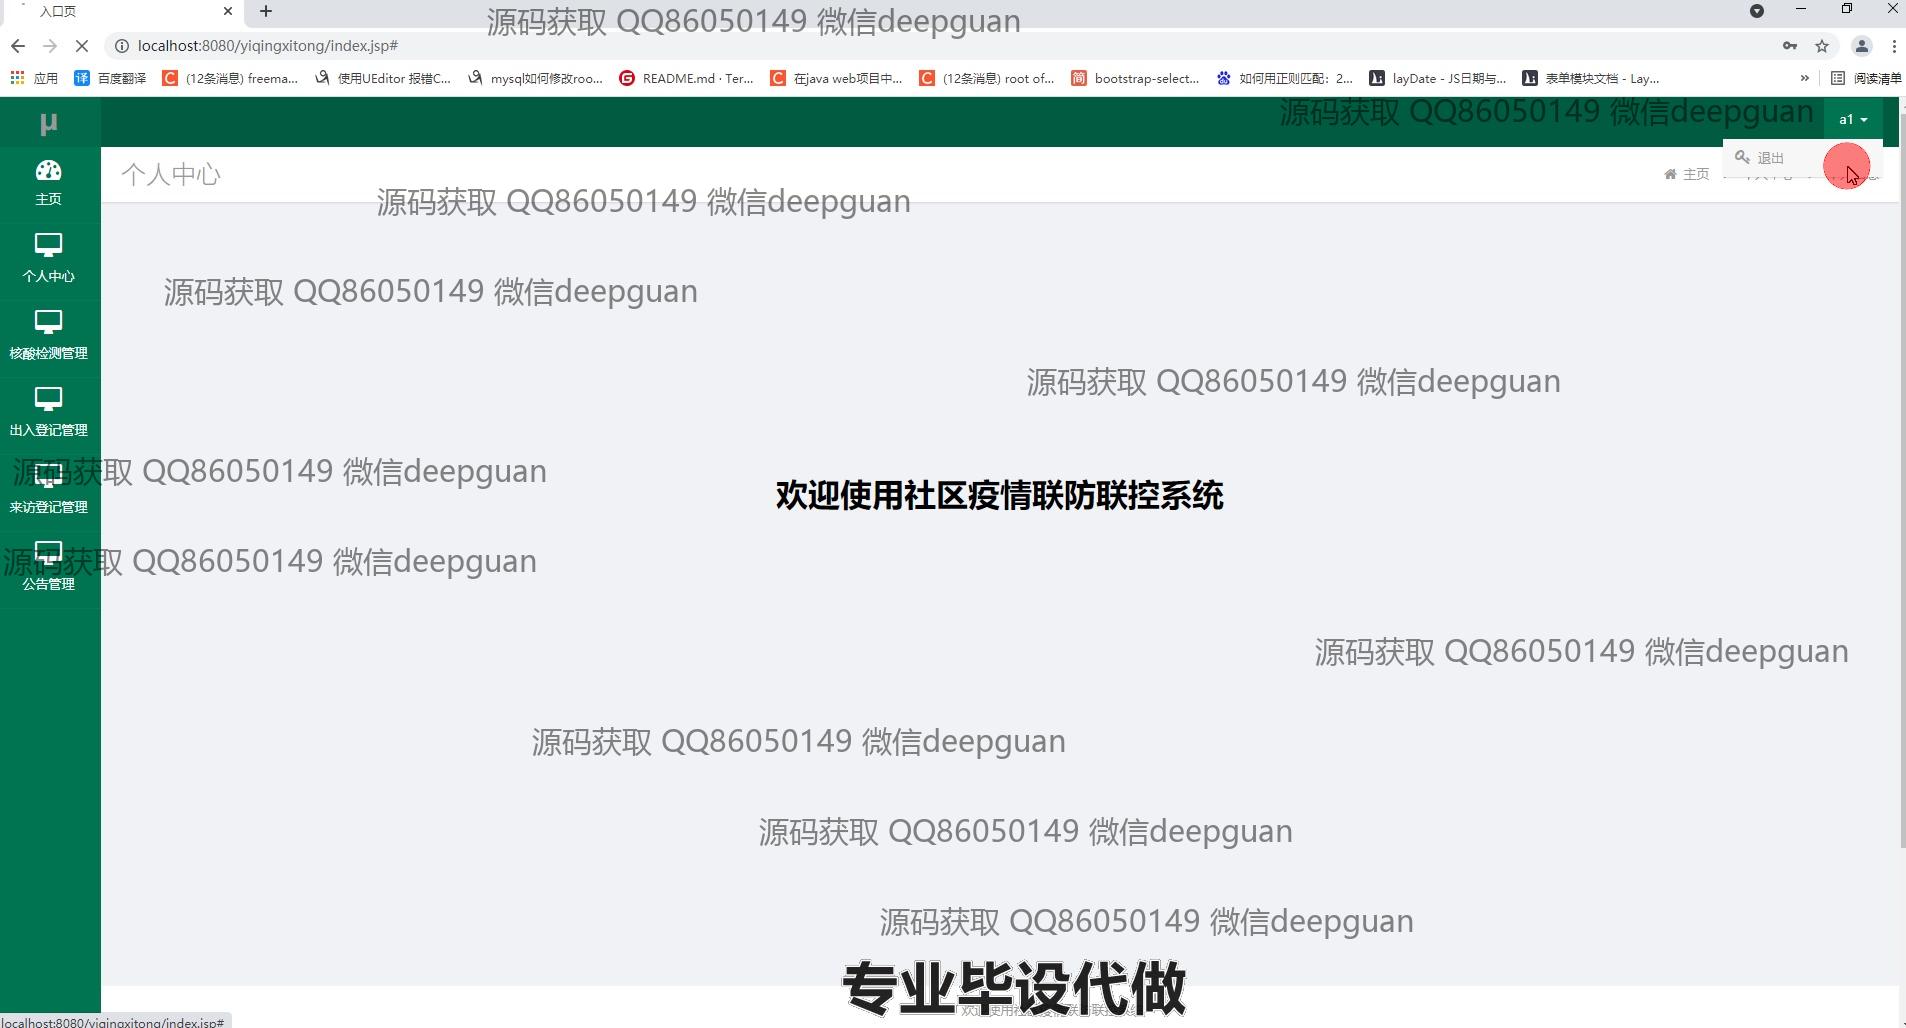 入口页
源码获取 QQ86050149 微信deepguan
localhost:8080/yiqingxitong/index.jsp#
应用 百度翻译 (12条消息) freema... 使用UEditor 报错C... mysql如何修改roo... README.md · Ter... 在java web项目中... (12条消息) root of... bootstrap-select... 如何用正则匹配：2... layDate - JS日期与... 表单模块文档 - Lay... » 阅读清单
源码获取 QQ86050149 微信deepguan
μ
a1
退出
个人中心
主页
源码获取 QQ86050149 微信deepguan
主页
个人中心
源码获取 QQ86050149 微信deepguan
核酸检测管理
源码获取 QQ86050149 微信deepguan
出入登记管理
源码获取 QQ86050149 微信deepguan
欢迎使用社区疫情联防联控系统
来访登记管理
源码获取 QQ86050149 微信deepguan
公告管理
源码获取 QQ86050149 微信deepguan
源码获取 QQ86050149 微信deepguan
源码获取 QQ86050149 微信deepguan
源码获取 QQ86050149 微信deepguan
专业毕设代做
localhost:8080/yiqingxitong/index.jsp#